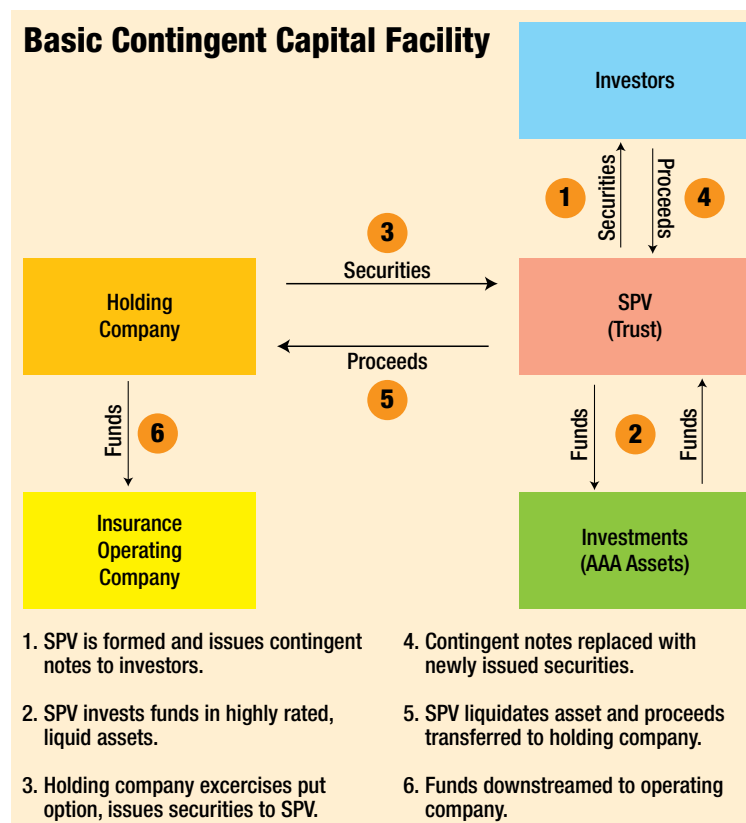 Basic Contingent Capital Facility
Investors
1
Securities
Proceeds
4
3
Securities
Holding
Company
SPV
(Trust)
Proceeds
5
Funds
6
Funds
2
Funds
Insurance
Operating
Company
Investments
(AAA Assets)
1. SPV is formed and issues contingent
notes to investors.
2. SPV invests funds in highly rated,
liquid assets.
3. Holding company excercises put
option, issues securities to SPV.
4. Contingent notes replaced with
newly issued securities.
5. SPV liquidates asset and proceeds
transferred to holding company.
6. Funds downstreamed to operating
company.